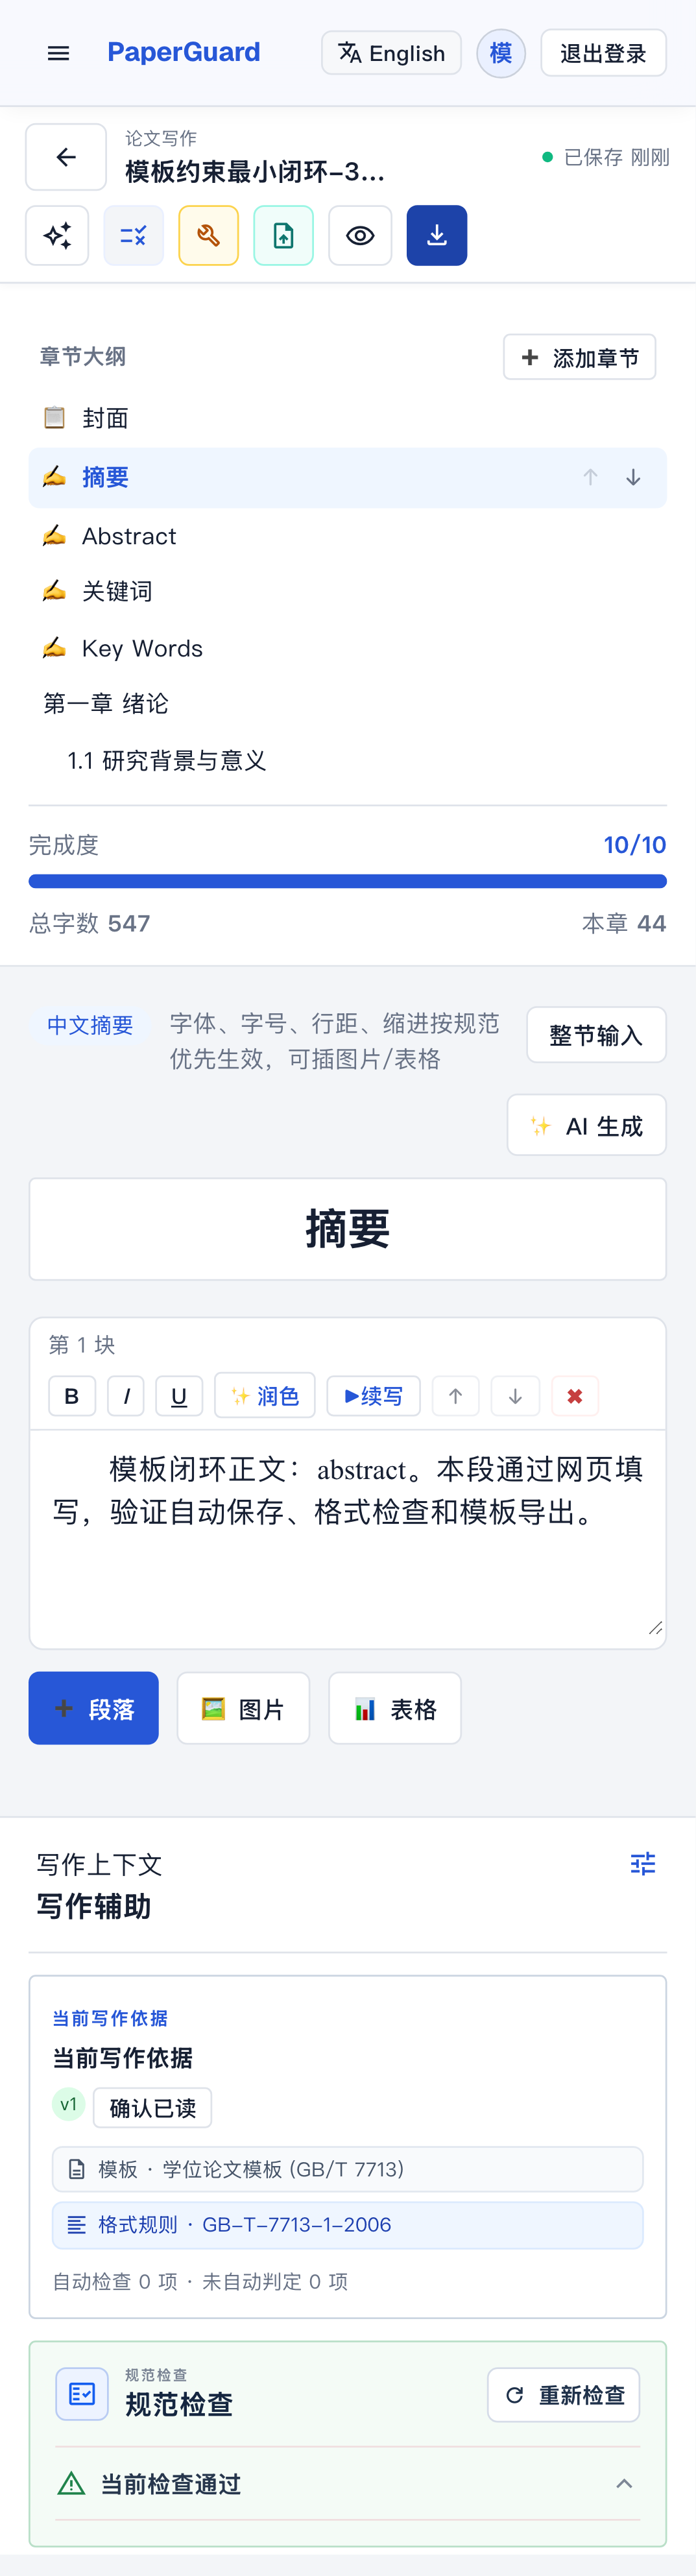 PaperGuard
English
模
退出登录
论文写作
模板约束最小闭环-3...
已保存 刚刚
章节大纲
添加章节
封面
摘要
Abstract
关键词
Key Words
第一章 绪论
1.1 研究背景与意义
完成度
10/10
总字数 547
本章 44
中文摘要
字体、字号、行距、缩进按规范
优先生效，可插图片/表格
整节输入
AI 生成
摘要
第 1 块
B I U 润色 续写
模板闭环正文：abstract。本段通过网页填
写，验证自动保存、格式检查和模板导出。
段落
图片
表格
写作上下文
写作辅助
当前写作依据
当前写作依据
v1
确认已读
模板 · 学位论文模板 (GB/T 7713)
格式规则 · GB-T-7713-1-2006
自动检查 0 项 · 未自动判定 0 项
规范检查
规范检查
重新检查
当前检查通过